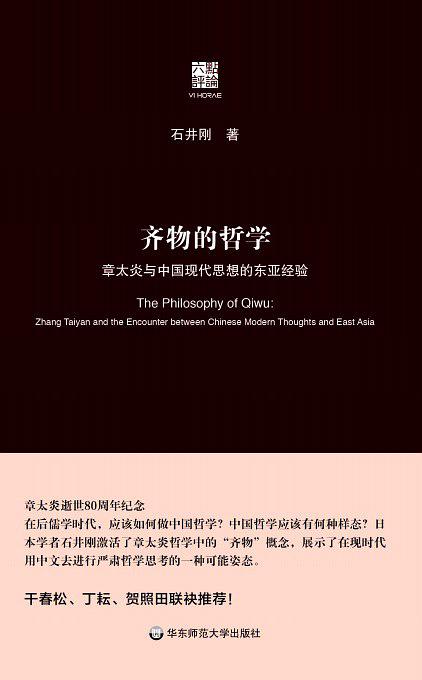 六點
評論
VI HORAE
石井刚 著
齐物的哲学
章太炎与中国现代思想的东亚经验
The Philosophy of Qiwu:
Zhang Taiyan and the Encounter between Chinese Modern Thoughts and East Asia
章太炎逝世80周年纪念
在后儒学时代，应该如何做中国哲学？中国哲学应该有何种样态？日
本学者石井刚激活了章太炎哲学中的“齐物”概念，展示了在现时代
用中文去进行严肃哲学思考的一种可能姿态。
干春松、丁耘、贺照田联袂推荐！
华东师范大学出版社